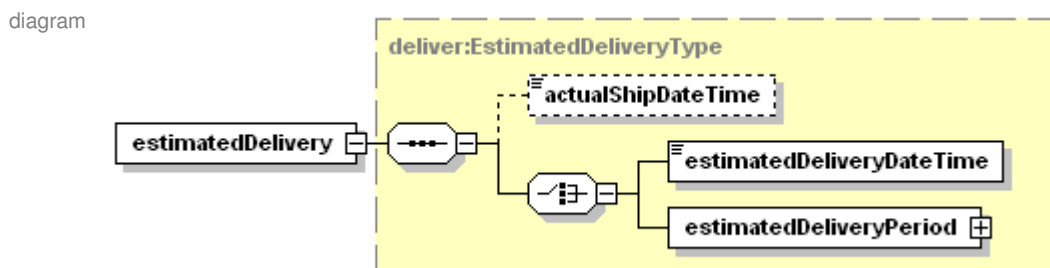 diagram
deliver:EstimatedDeliveryType
actualShipDateTime
estimatedDelivery
estimatedDeliveryDateTime
estimatedDeliveryPeriod